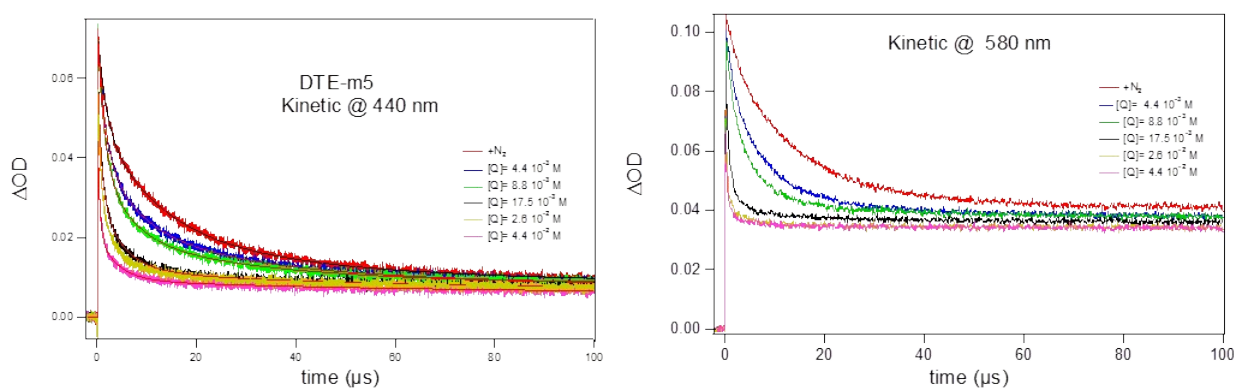 DTE-m5
Kinetic @ 440 nm
+N₂
[Q]= 4.4 10⁻³ M
[Q]= 8.8 10⁻³ M
[Q]= 17.5 10⁻³ M
[Q]= 2.6 10⁻² M
[Q]= 4.4 10⁻² M
ΔOD
0.06
0.04
0.02
0.00
0
20
40
60
80
100
time (µs)
Kinetic @ 580 nm
+N₂
[Q]= 4.4 10⁻³ M
[Q]= 8.8 10⁻³ M
[Q]= 17.5 10⁻³ M
[Q]= 2.6 10⁻² M
[Q]= 4.4 10⁻² M
ΔOD
0.10
0.08
0.06
0.04
0.02
0.00
0
20
40
60
80
100
time (µs)